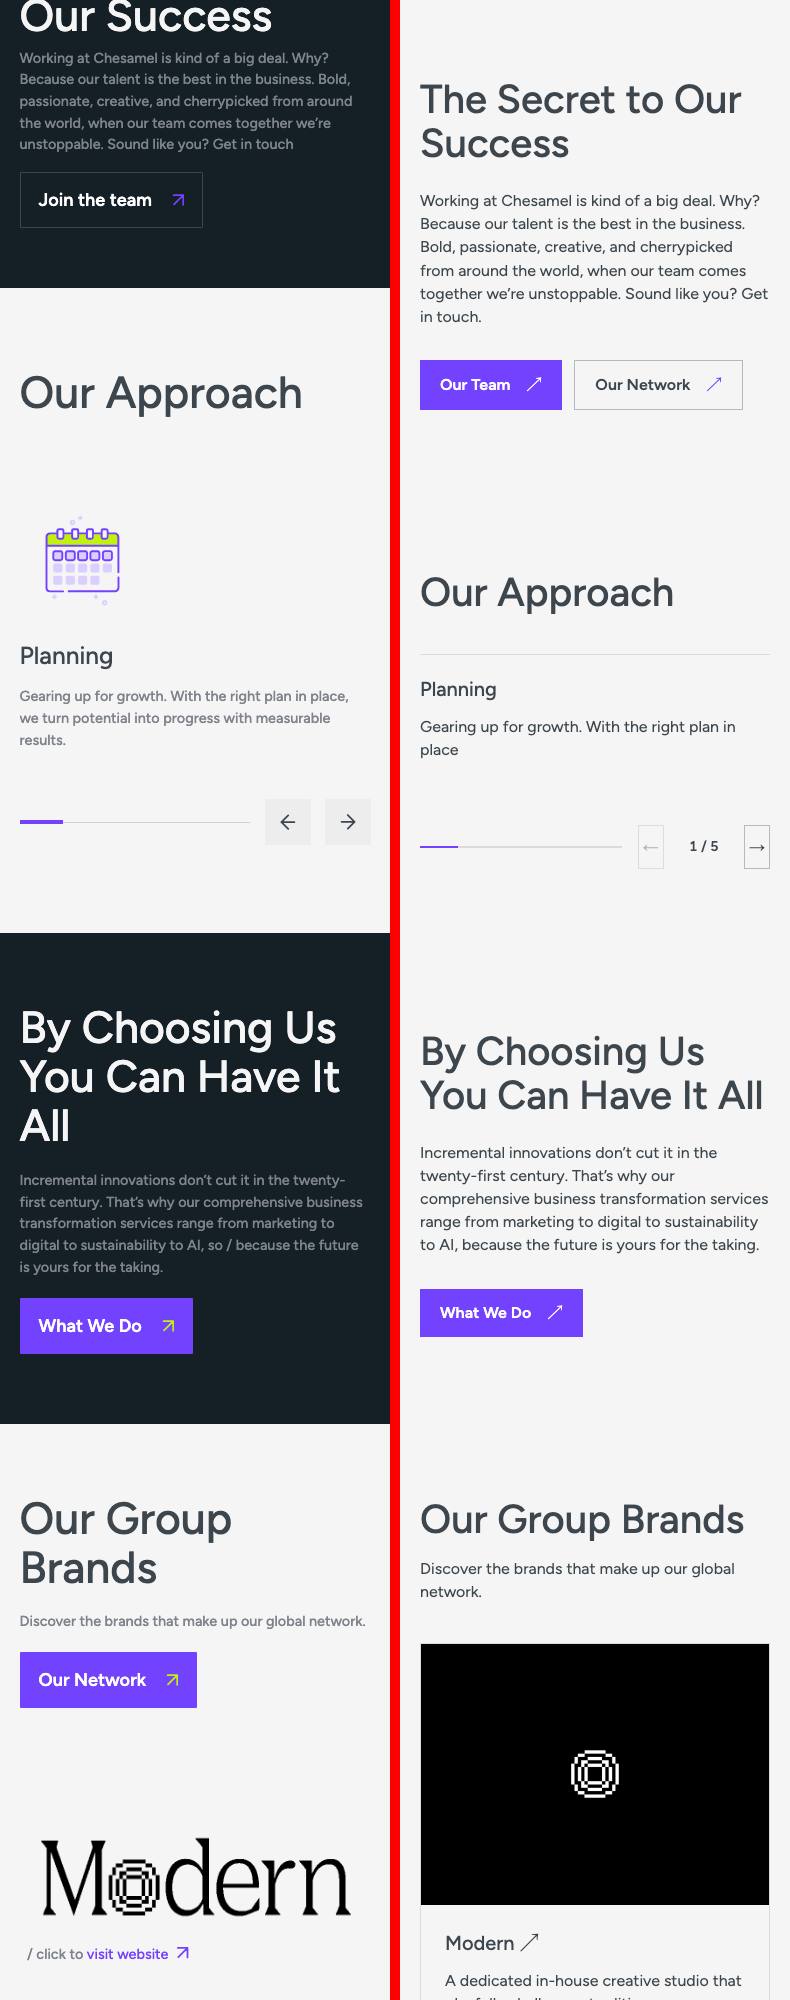 Our Success
Working at Chesamel is kind of a big deal. Why?
Because our talent is the best in the business. Bold,
passionate, creative, and cherrypicked from around
the world, when our team comes together we’re
unstoppable. Sound like you? Get in touch
Join the team
Our Approach
Planning
Gearing up for growth. With the right plan in place,
we turn potential into progress with measurable
results.
By Choosing Us
You Can Have It
All
Incremental innovations don’t cut it in the twenty-
first century. That’s why our comprehensive business
transformation services range from marketing to
digital to sustainability to AI, so / because the future
is yours for the taking.
What We Do
Our Group
Brands
Discover the brands that make up our global network.
Our Network
Modern
/ click to visit website
The Secret to Our
Success
Working at Chesamel is kind of a big deal. Why?
Because our talent is the best in the business.
Bold, passionate, creative, and cherrypicked
from around the world, when our team comes
together we’re unstoppable. Sound like you? Get
in touch.
Our Team
Our Network
Our Approach
Planning
Gearing up for growth. With the right plan in
place
1 / 5
By Choosing Us
You Can Have It All
Incremental innovations don’t cut it in the
twenty-first century. That’s why our
comprehensive business transformation services
range from marketing to digital to sustainability
to AI, because the future is yours for the taking.
What We Do
Our Group Brands
Discover the brands that make up our global
network.
Modern
A dedicated in-house creative studio that